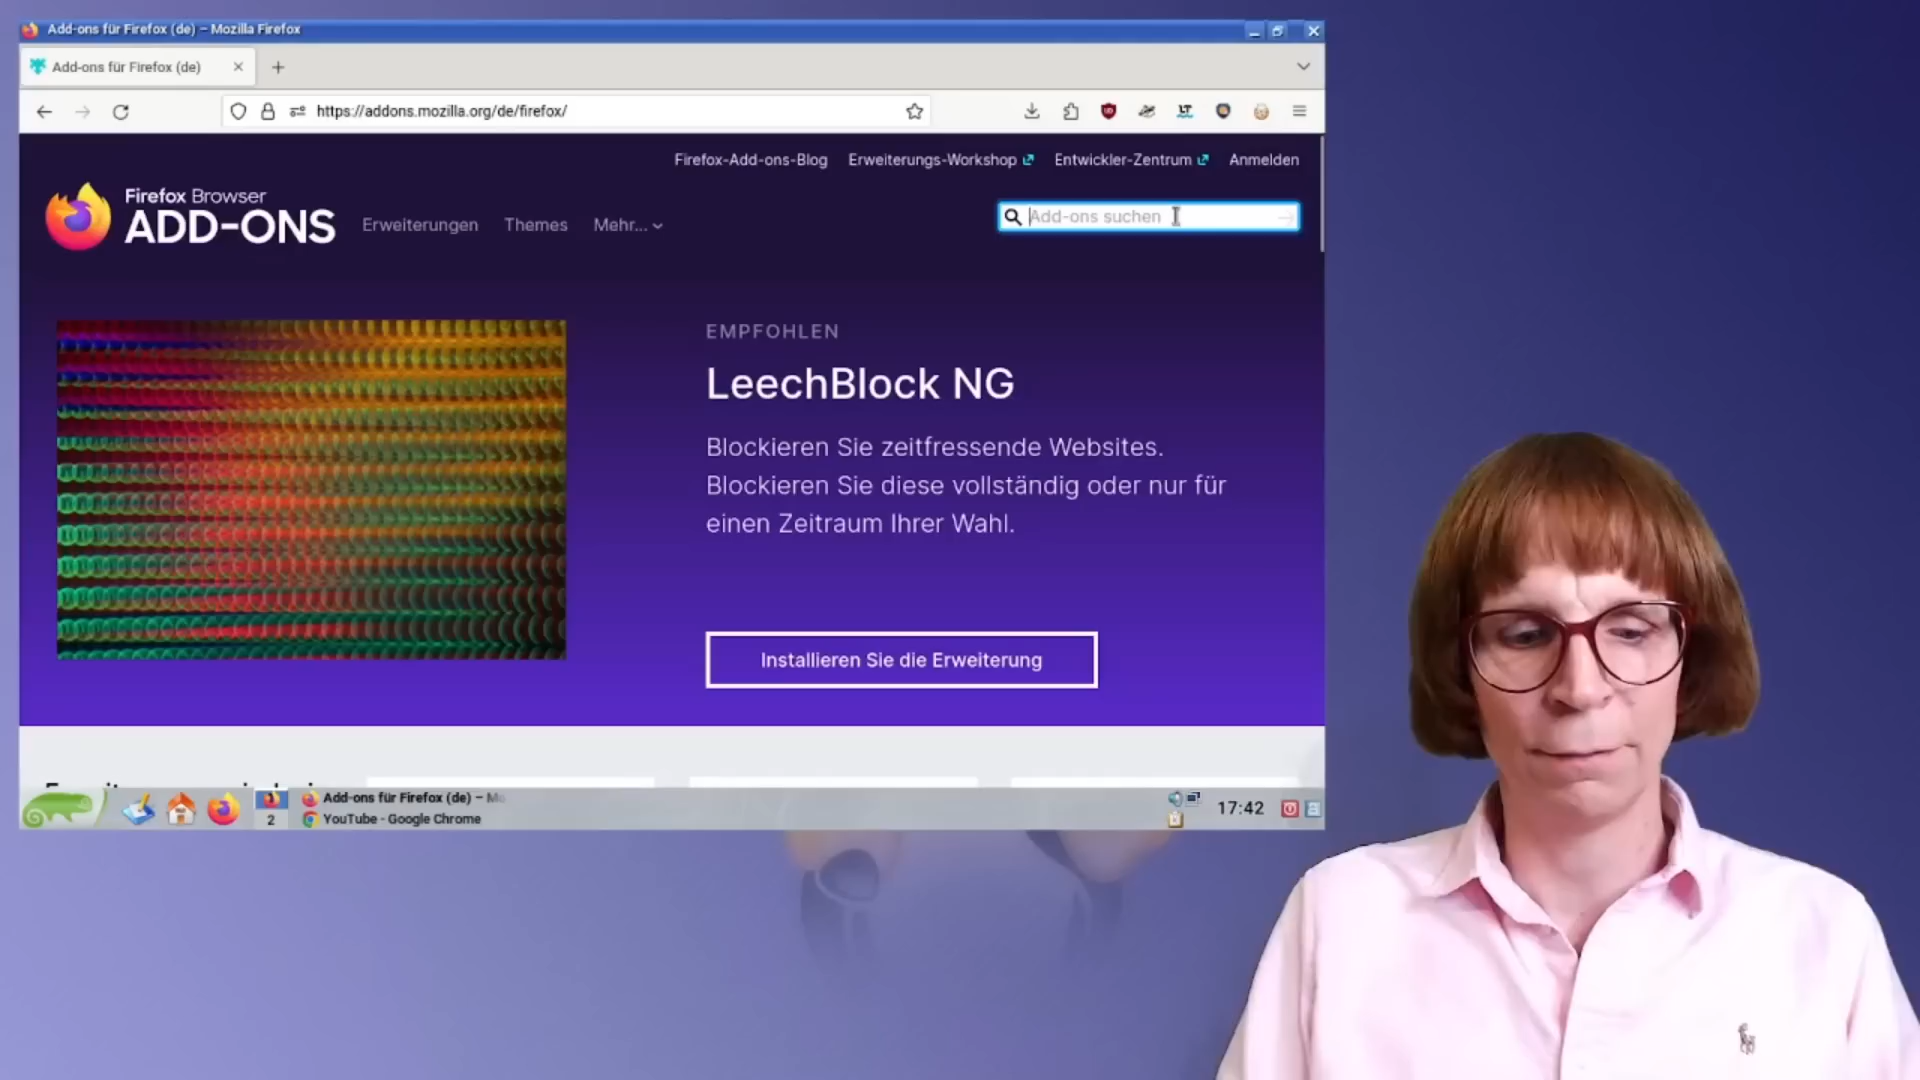 Add-ons für Firefox (de) – Mozilla Firefox
Add-ons für Firefox (de)
https://addons.mozilla.org/de/firefox/
Firefox-Add-ons-Blog
Erweiterungs-Workshop
Entwickler-Zentrum
Anmelden
Firefox Browser
ADD-ONS
Erweiterungen
Themes
Mehr...
Add-ons suchen
EMPFOHLEN
LeechBlock NG
Blockieren Sie zeitfressende Websites.
Blockieren Sie diese vollständig oder nur für
einen Zeitraum Ihrer Wahl.
Installieren Sie die Erweiterung
2
Add-ons für Firefox (de) –
YouTube - Google Chrome
17:42